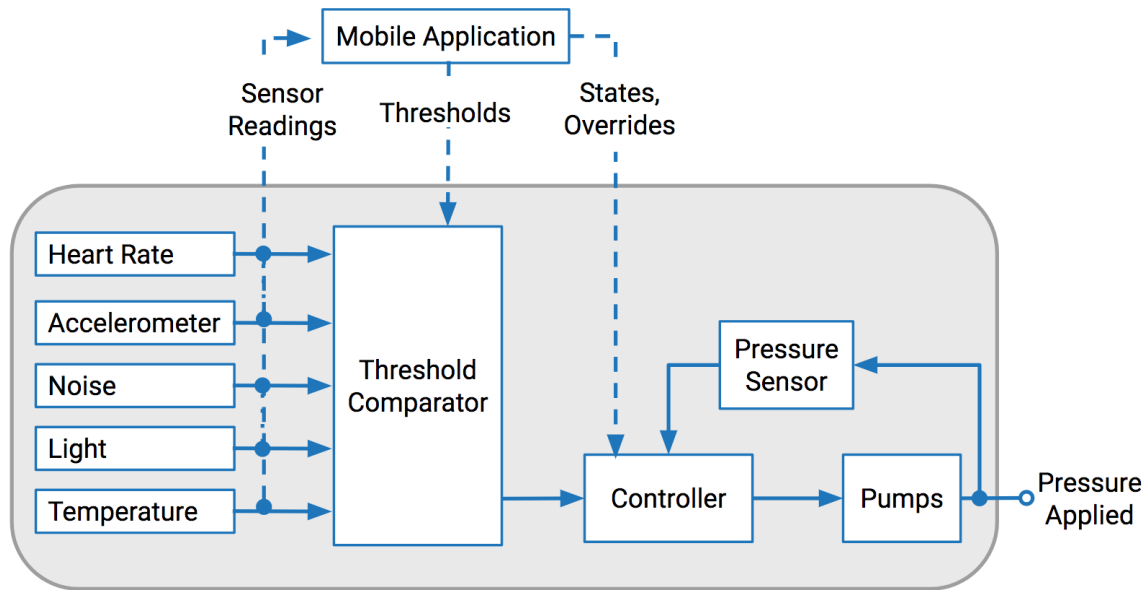 Mobile Application
Sensor
Readings
Thresholds
States,
Overrides
Heart Rate
Accelerometer
Noise
Light
Temperature
Threshold
Comparator
Pressure
Sensor
Controller
Pumps
Pressure
Applied